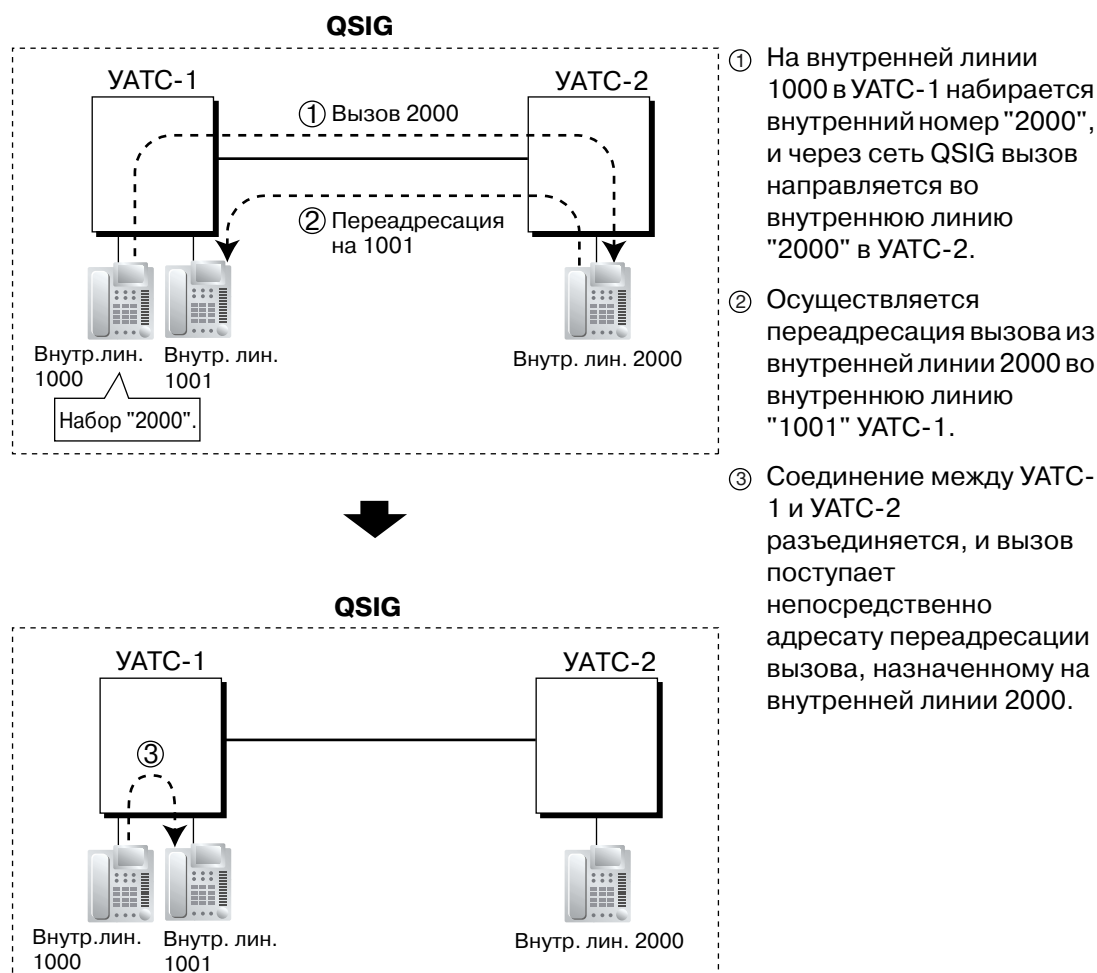 QSIG
УАТС-1
УАТС-2
① Вызов 2000
② Переадресация
на 1001
Внутр.лин.
1000
Внутр. лин.
1001
Внутр. лин. 2000
Набор "2000".
① На внутренней линии
1000 в УАТС-1 набирается
внутренний номер "2000",
и через сеть QSIG вызов
направляется во
внутреннюю линию
"2000" в УАТС-2.
② Осуществляется
переадресация вызова из
внутренней линии 2000 во
внутреннюю линию
"1001" УАТС-1.
③ Соединение между УАТС-
1 и УАТС-2
разъединяется, и вызов
поступает
непосредственно
адресату переадресации
вызова, назначенному на
внутренней линии 2000.
QSIG
УАТС-1
УАТС-2
③
Внутр.лин.
1000
Внутр. лин.
1001
Внутр. лин. 2000